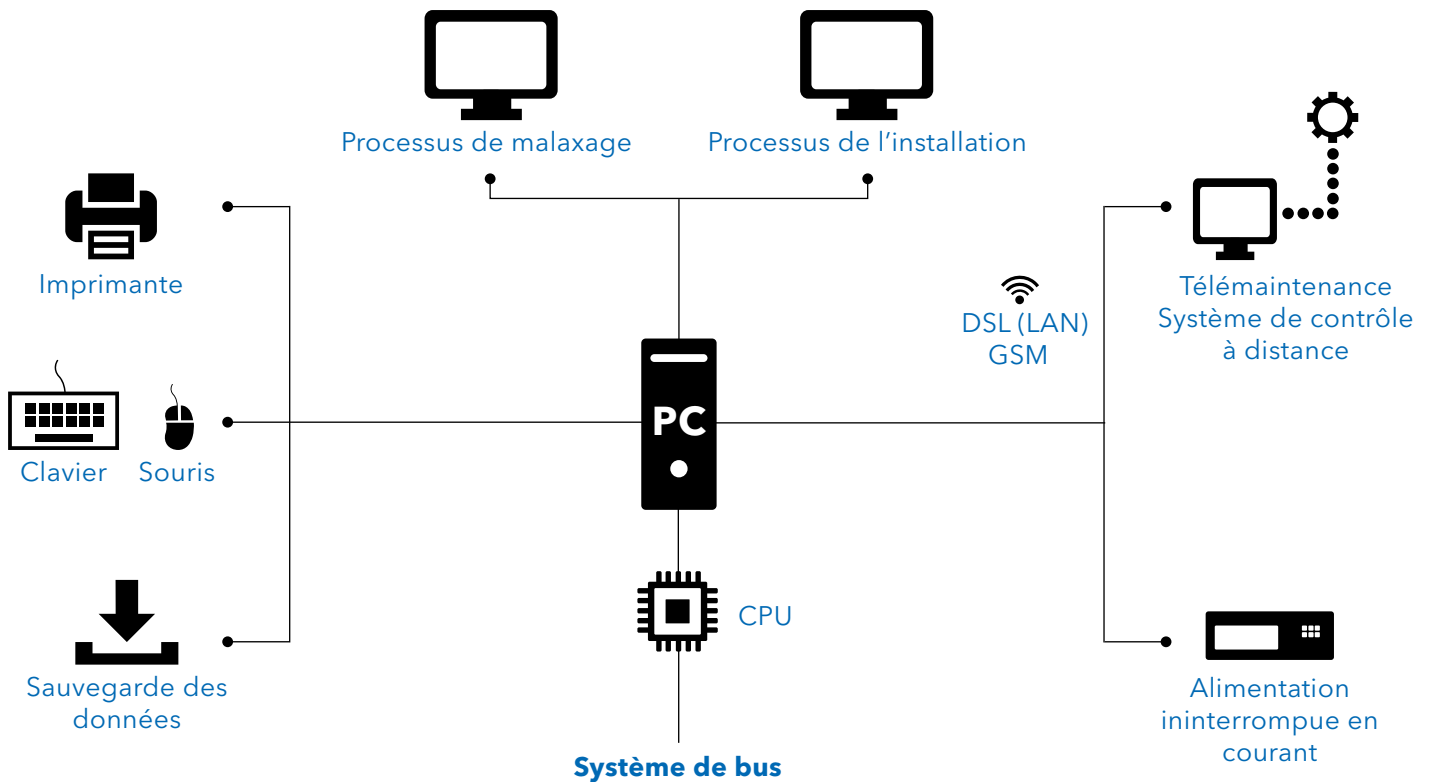 Processus de malaxage
Processus de l'installation
Imprimante
Télémaintenance
Système de contrôle
à distance
DSL (LAN)
GSM
PC
Clavier
Souris
CPU
Sauvegarde des
données
Alimentation
ininterrompue en
courant
Système de bus